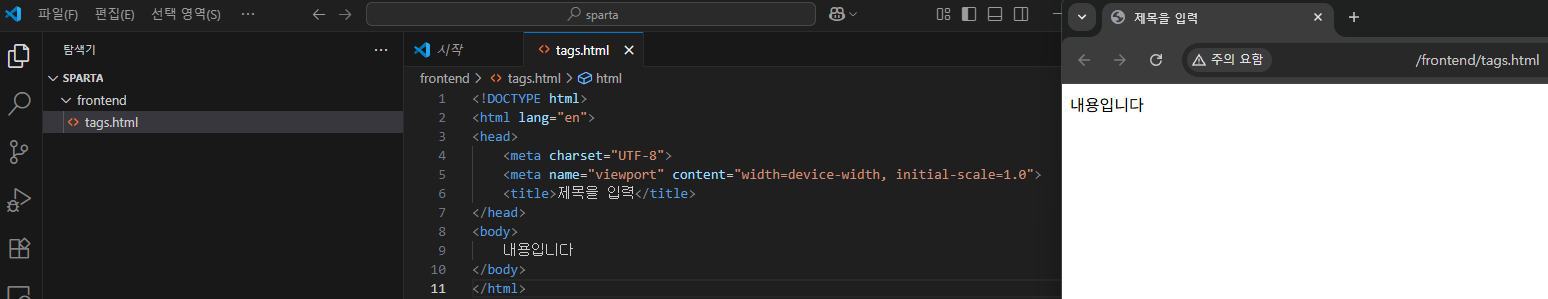 파일(F) 편집(E) 선택 영역(S) ··· sparta
탐색기 ···
SPARTA
frontend
tags.html
시작 tags.html
frontend > tags.html > html
1 <!DOCTYPE html>
2 <html lang="en">
3 <head>
4 <meta charset="UTF-8">
5 <meta name="viewport" content="width=device-width, initial-scale=1.0">
6 <title>제목을 입력</title>
7 </head>
8 <body>
9 내용입니다
10 </body>
11 </html>
제목을 입력
주의 요함 /frontend/tags.html
내용입니다